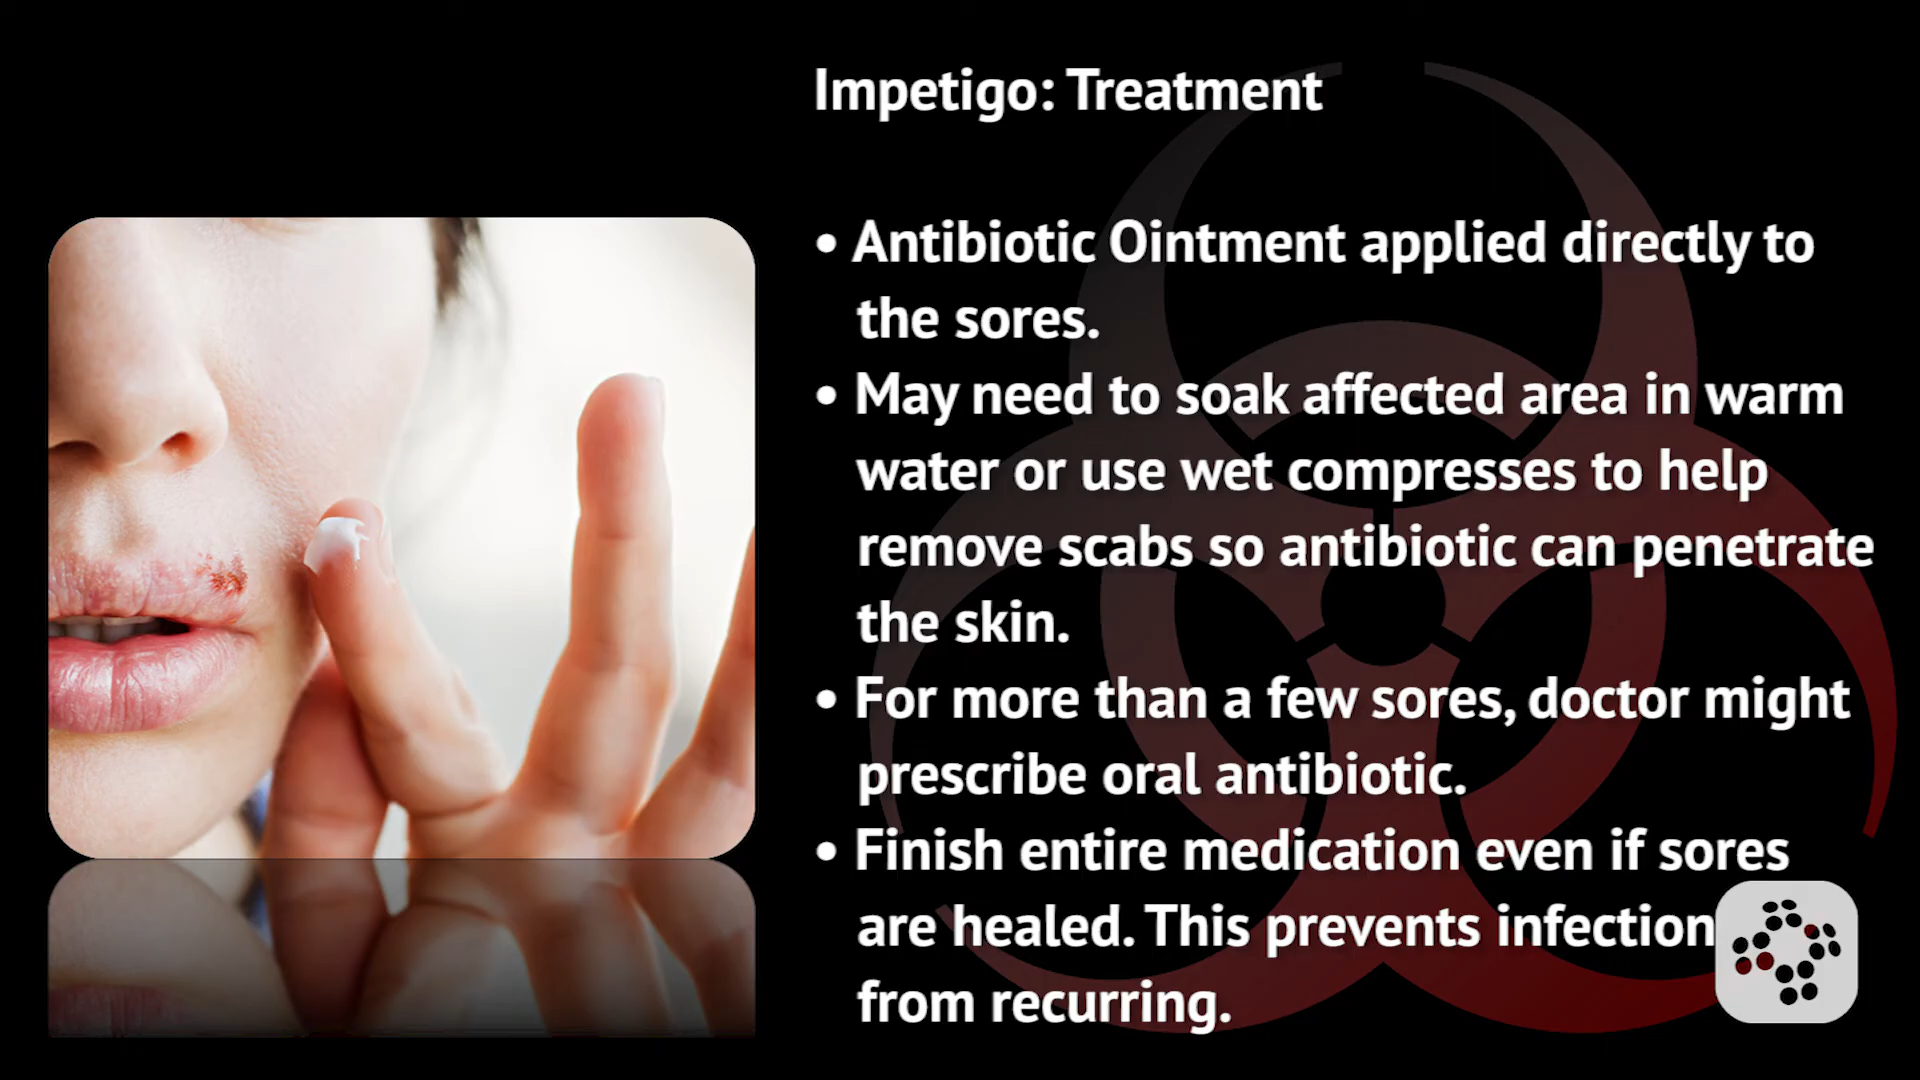 Impetigo: Treatment
• Antibiotic Ointment applied directly to
the sores.
• May need to soak affected area in warm
water or use wet compresses to help
remove scabs so antibiotic can penetrate
the skin.
• For more than a few sores, doctor might
prescribe oral antibiotic.
• Finish entire medication even if sores
are healed. This prevents infection
from recurring.